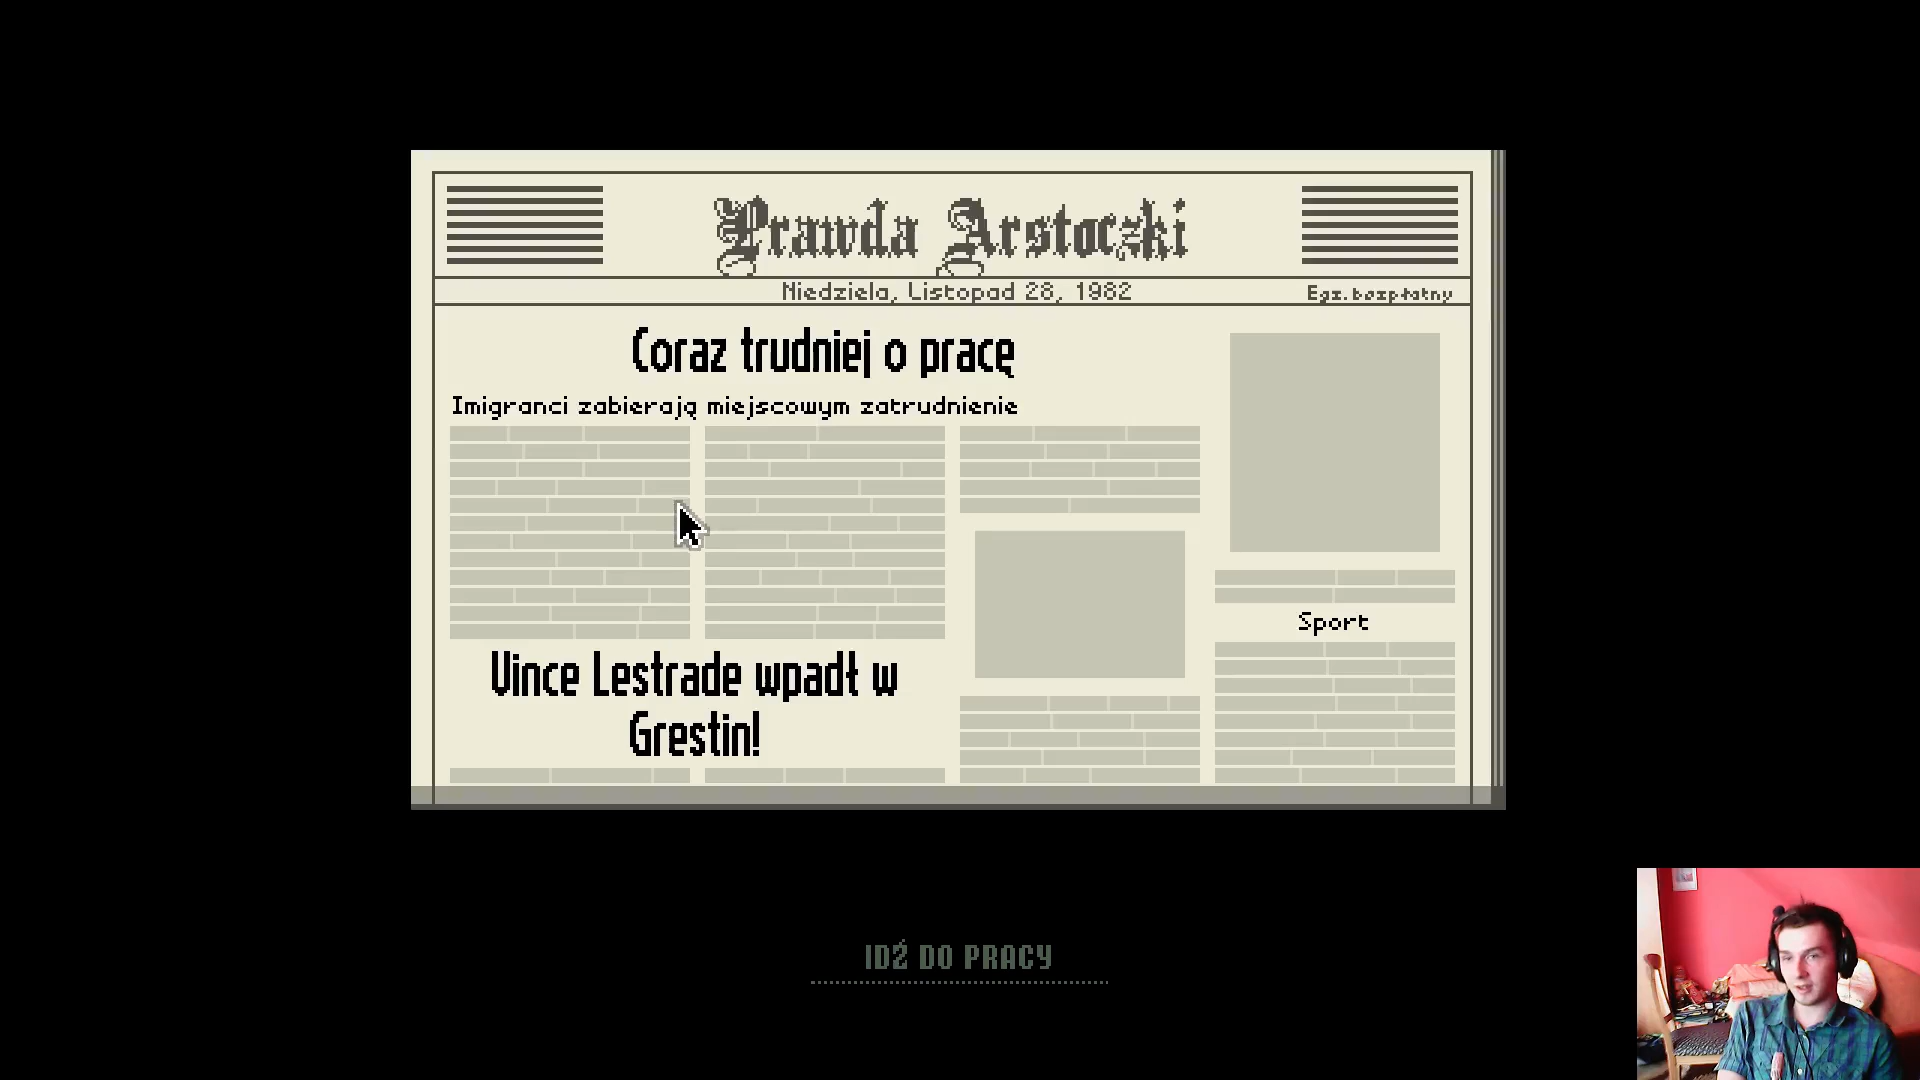 Prawda Arstoczki
Niedziela, Listopad 28, 1982
Egz. bezpłatny
Coraz trudniej o pracę
Imigranci zabierają miejscowym zatrudnienie
Sport
Vince Lestrade wpadł w
Grestin!
IDŹ DO PRACY